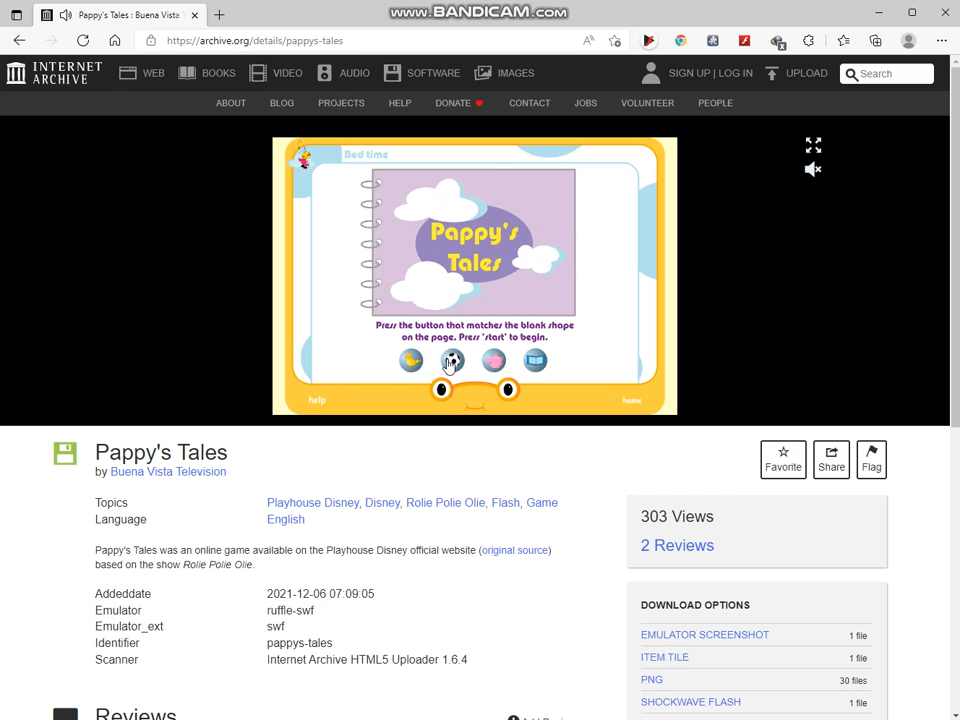 www.BANDICAM.com
Pappy's Tales : Buena Vista T
https://archive.org/details/pappys-tales
INTERNET ARCHIVE
WEB BOOKS VIDEO AUDIO SOFTWARE IMAGES SIGN UP | LOG IN UPLOAD Search
ABOUT BLOG PROJECTS HELP DONATE CONTACT JOBS VOLUNTEER PEOPLE
Bed time
Pappy's
Tales
Press the button that matches the blank shape
on the page. Press 'start' to begin.
help
home
Pappy's Tales
by Buena Vista Television
Favorite Share Flag
Topics Playhouse Disney, Disney, Rolie Polie Olie, Flash, Game
Language English
Pappy's Tales was an online game available on the Playhouse Disney official website (original source)
based on the show Rolie Polie Olie.
Addeddate 2021-12-06 07:09:05
Emulator ruffle-swf
Emulator_ext swf
Identifier pappys-tales
Scanner Internet Archive HTML5 Uploader 1.6.4
303 Views
2 Reviews
DOWNLOAD OPTIONS
EMULATOR SCREENSHOT 1 file
ITEM TILE 1 file
PNG 30 files
SHOCKWAVE FLASH 1 file
Reviews